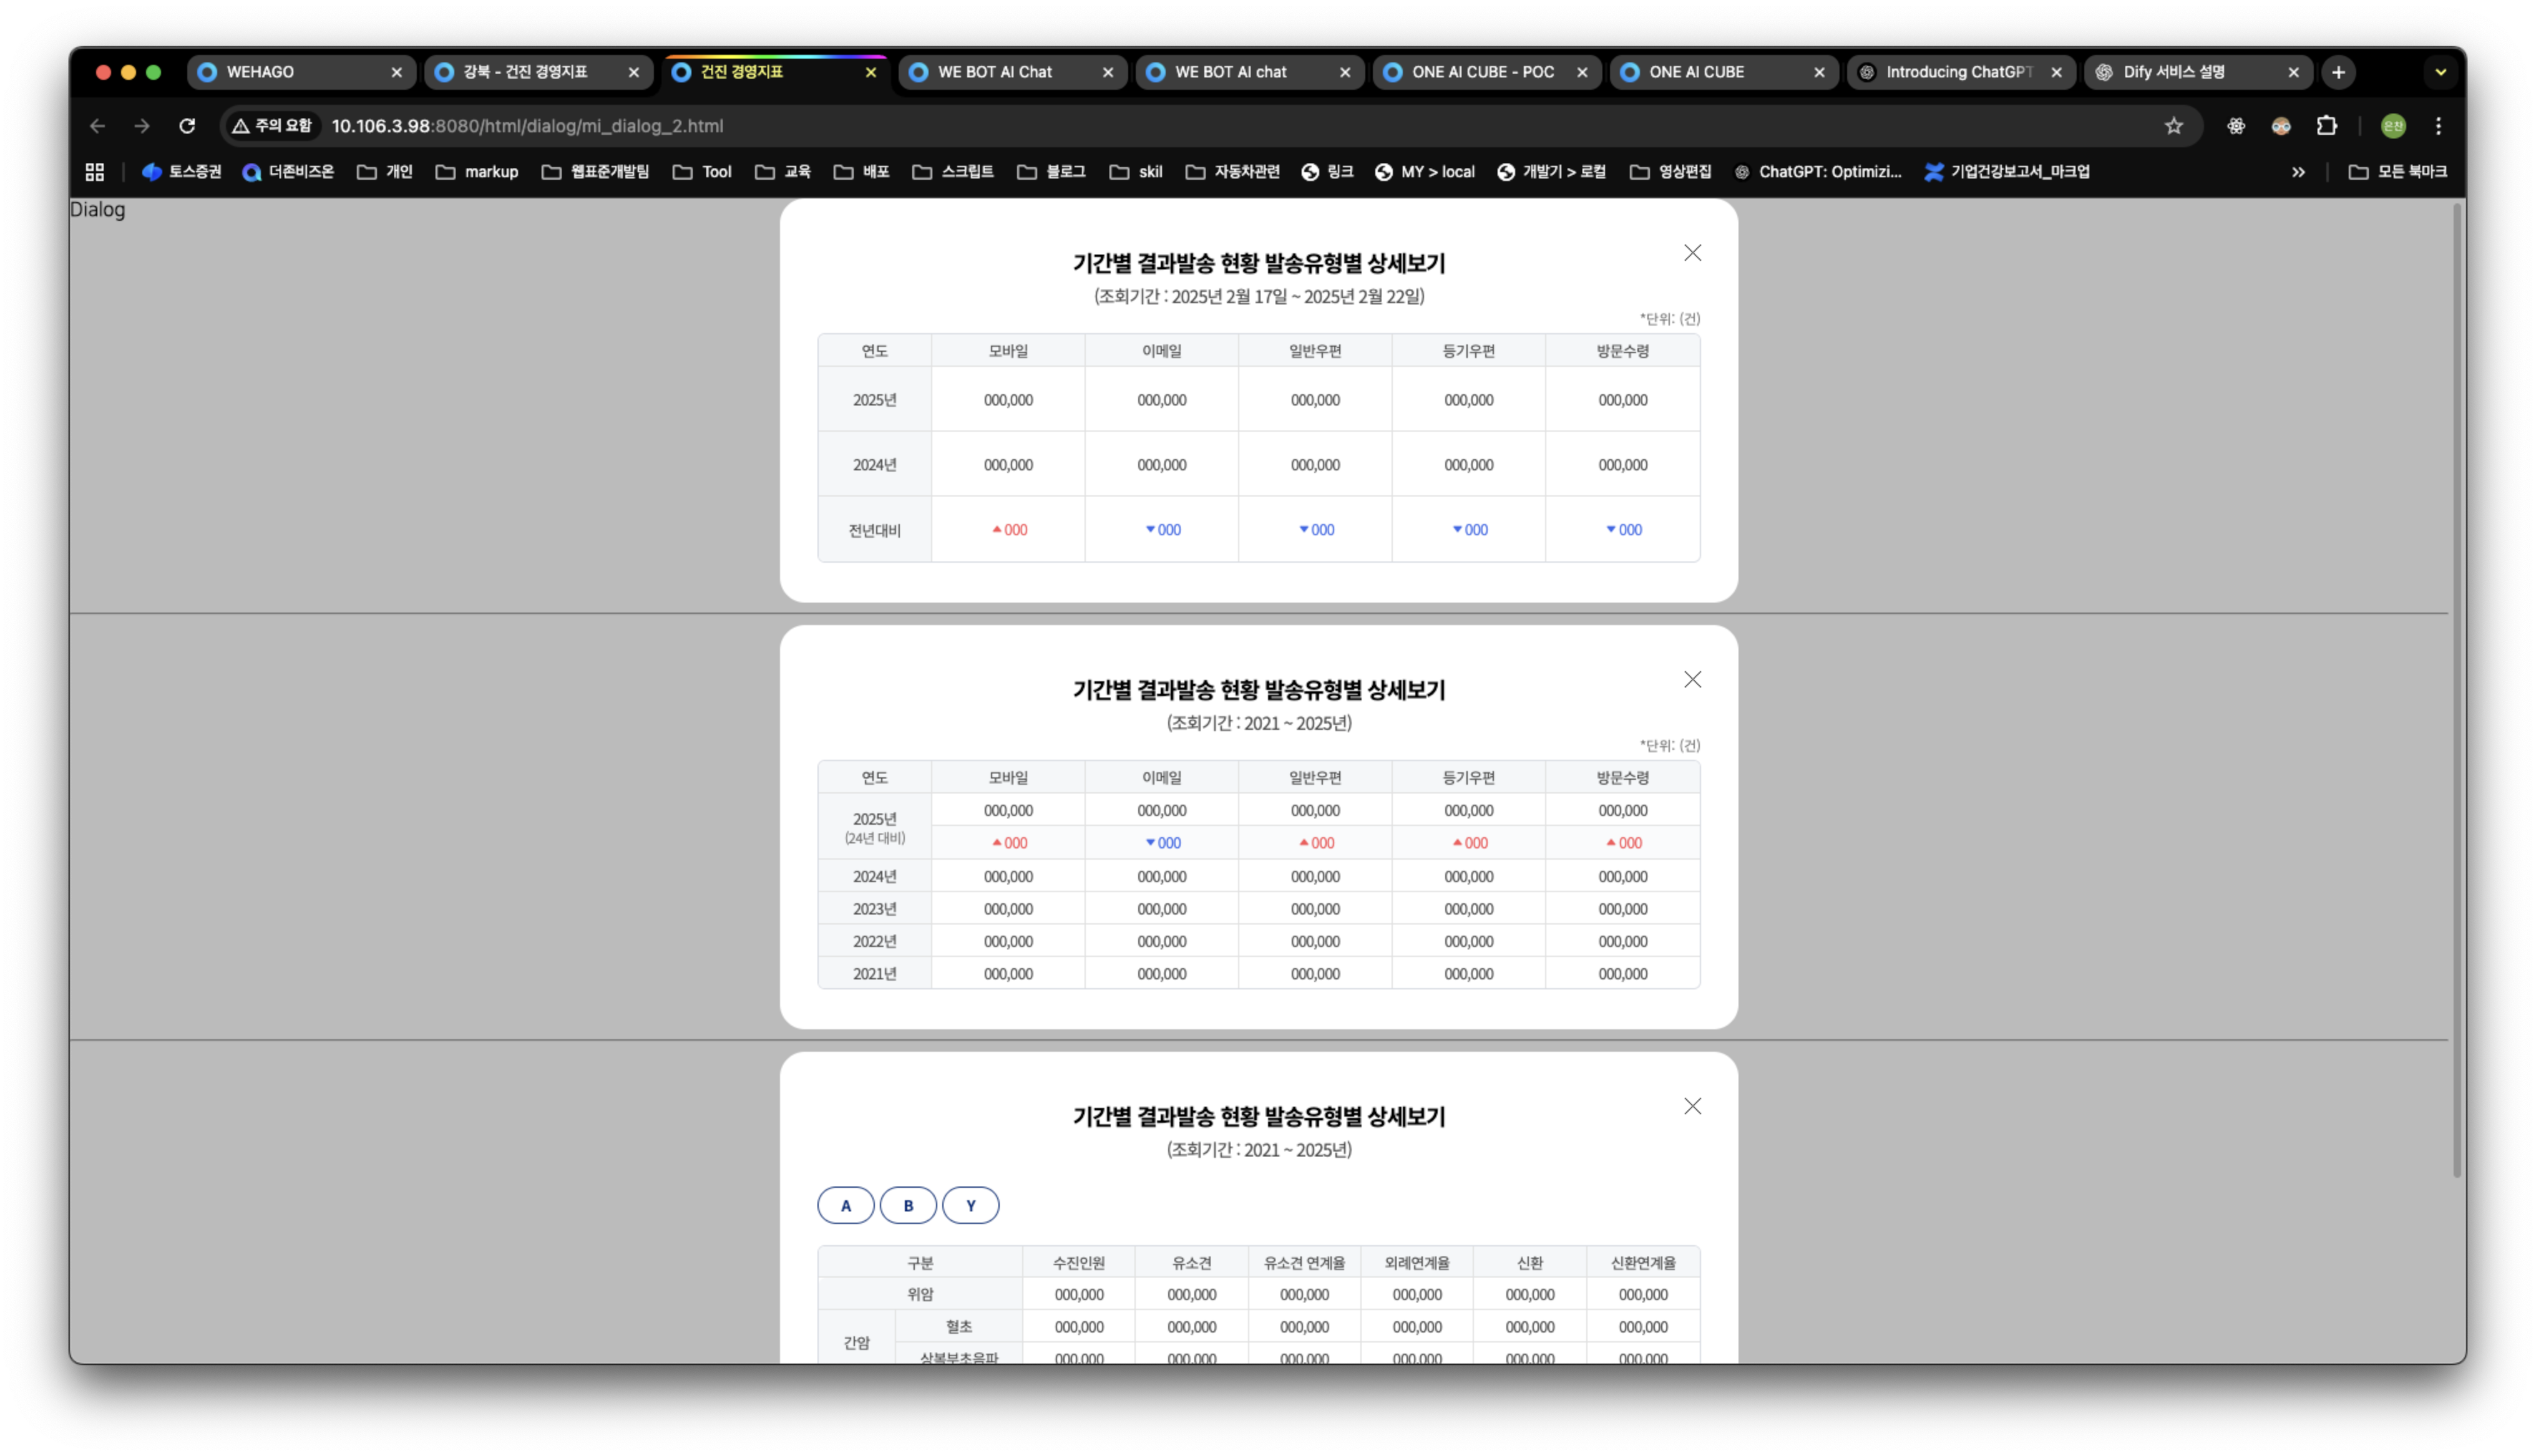 WEHAGO
강북 - 건진 경영지표
건진 경영지표
WE BOT AI Chat
WE BOT AI chat
ONE AI CUBE - POC
ONE AI CUBE
Introducing ChatGPT
Dify 서비스 설명
주의 요함 10.106.3.98:8080/html/dialog/mi_dialog_2.html
은찬
토스증권 더존비즈온 개인 markup 웹표준개발팀 Tool 교육 배포 스크립트 블로그 skil 자동차관련 링크 MY > local 개발기 > 로컬 영상편집 ChatGPT: Optimizi... 기업건강보고서_마크업 » 모든 북마크
Dialog
기간별 결과발송 현황 발송유형별 상세보기
(조회기간 : 2025년 2월 17일 ~ 2025년 2월 22일)
*단위: (건)
연도 모바일 이메일 일반우편 등기우편 방문수령
2025년 000,000 000,000 000,000 000,000 000,000
2024년 000,000 000,000 000,000 000,000 000,000
전년대비 ▲000 ▼000 ▼000 ▼000 ▼000
기간별 결과발송 현황 발송유형별 상세보기
(조회기간 : 2021 ~ 2025년)
*단위: (건)
연도 모바일 이메일 일반우편 등기우편 방문수령
2025년 000,000 000,000 000,000 000,000 000,000
(24년 대비) ▲000 ▼000 ▲000 ▲000 ▲000
2024년 000,000 000,000 000,000 000,000 000,000
2023년 000,000 000,000 000,000 000,000 000,000
2022년 000,000 000,000 000,000 000,000 000,000
2021년 000,000 000,000 000,000 000,000 000,000
기간별 결과발송 현황 발송유형별 상세보기
(조회기간 : 2021 ~ 2025년)
A B Y
구분 수진인원 유소견 유소견 연계율 외래연계율 신환 신환연계율
위암 000,000 000,000 000,000 000,000 000,000 000,000
간암 혈초 000,000 000,000 000,000 000,000 000,000 000,000
상복부초음파 000,000 000,000 000,000 000,000 000,000 000,000